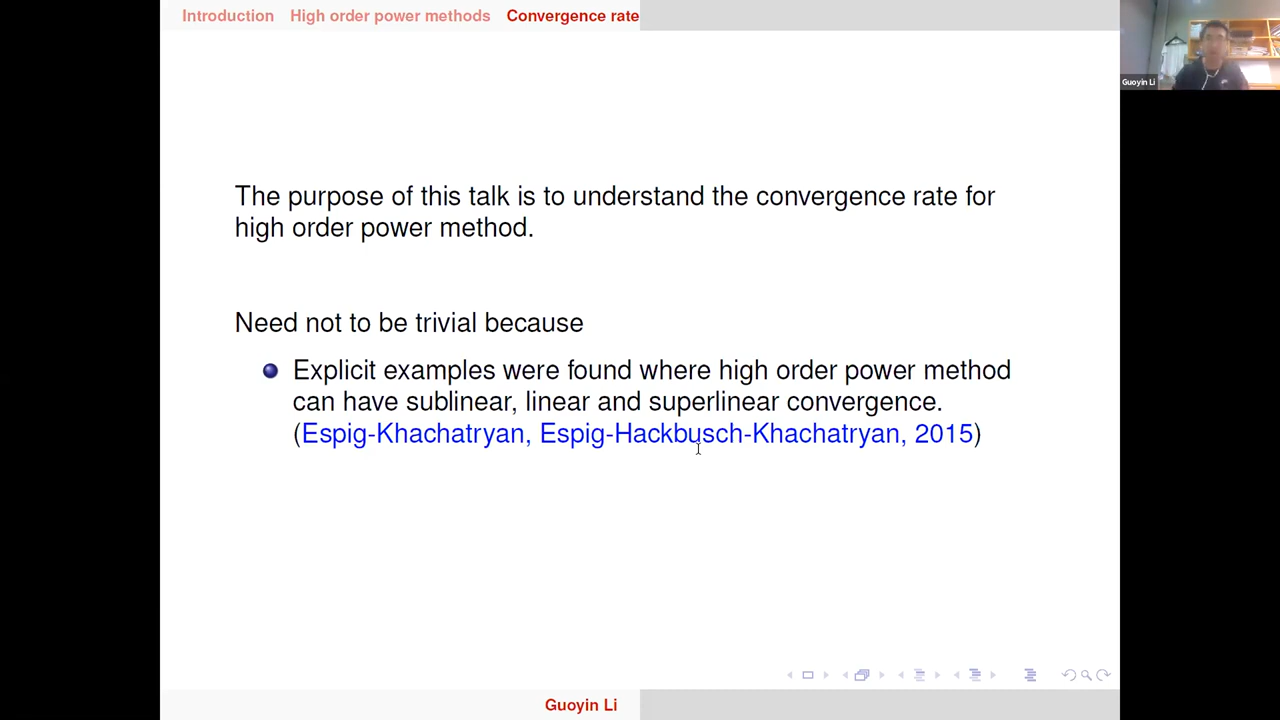 Introduction High order power methods Convergence rate
Guoyin Li
The purpose of this talk is to understand the convergence rate for
high order power method.
Need not to be trivial because
Explicit examples were found where high order power method
can have sublinear, linear and superlinear convergence.
(Espig-Khachatryan, Espig-Hackbusch-Khachatryan, 2015)
Guoyin Li